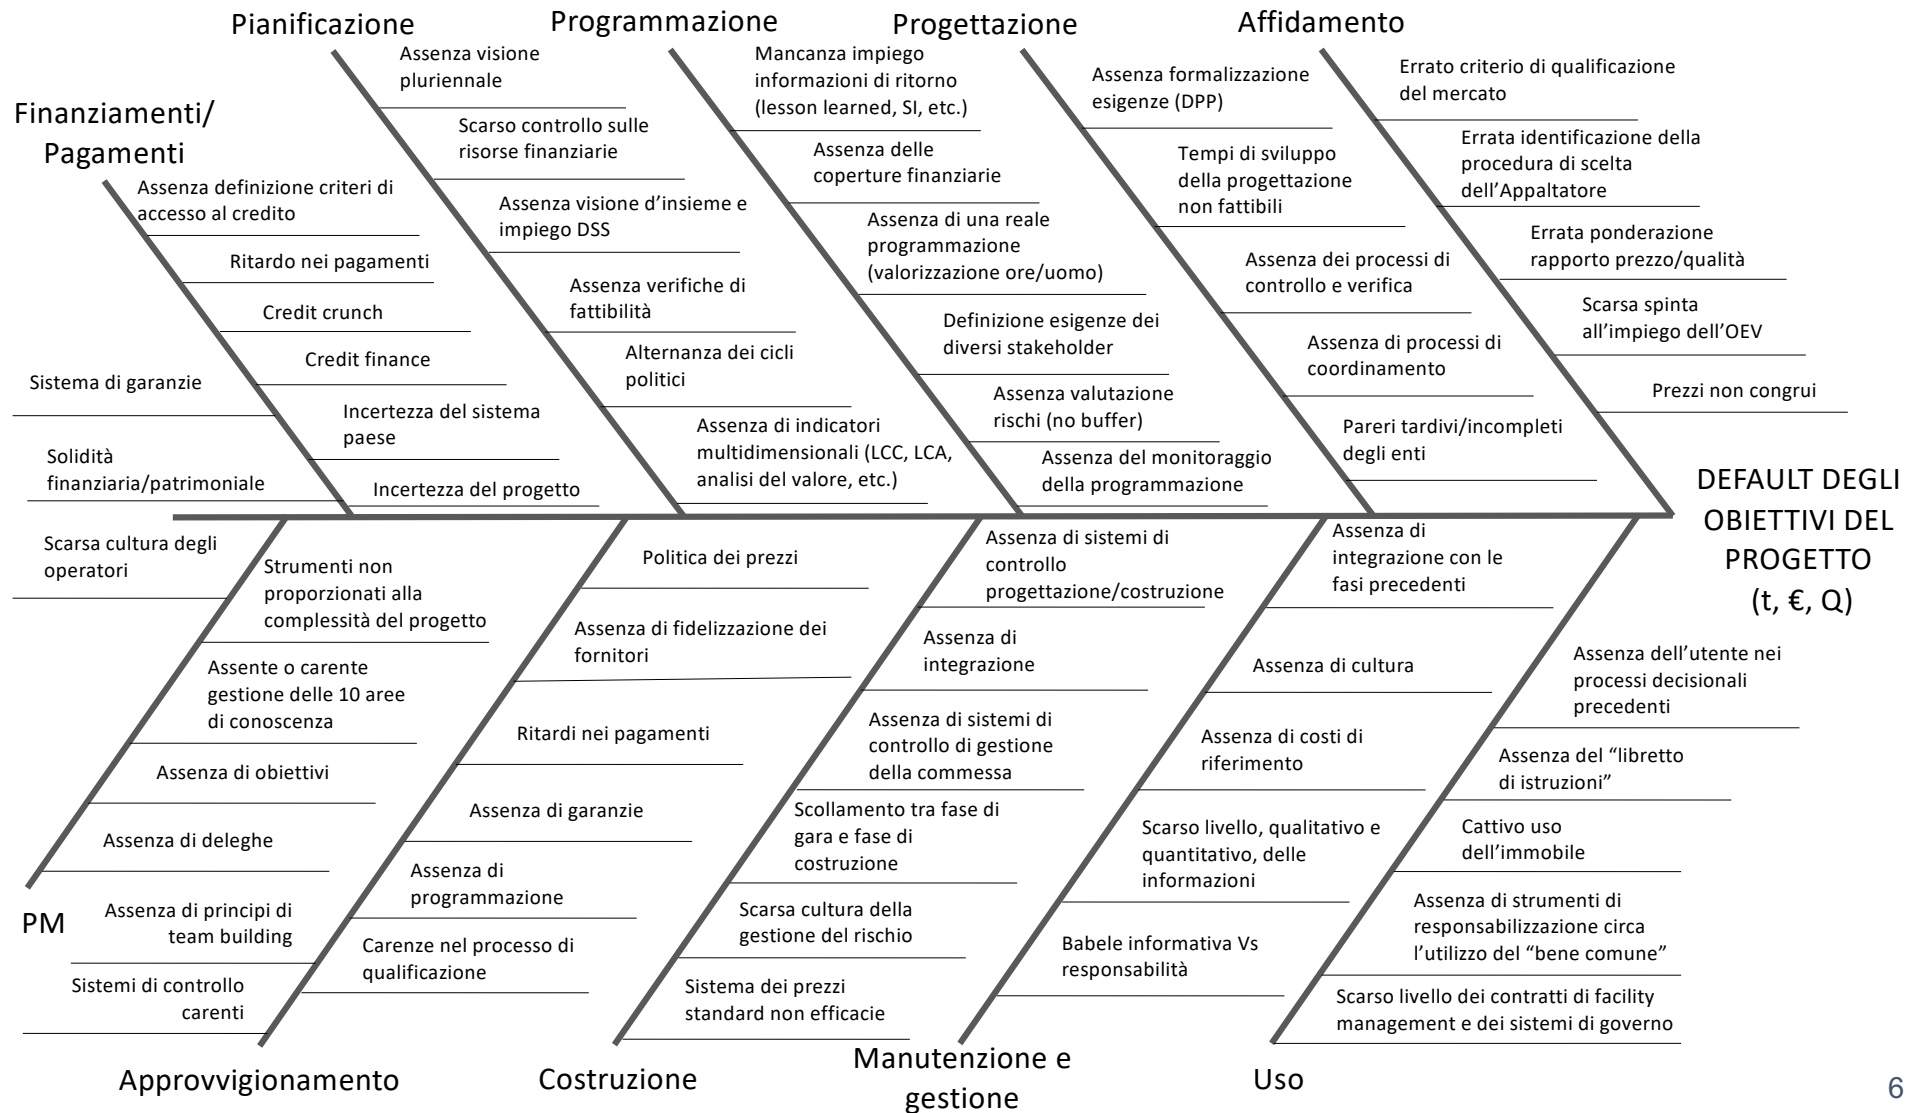 Pianificazione
Programmazione
Progettazione
Affidamento
Finanziamenti/
Pagamenti
Assenza definizione criteri di
accesso al credito
Ritardo nei pagamenti
Credit crunch
Credit finance
Sistema di garanzie
Incertezza del sistema
paese
Solidità
finanziaria/patrimoniale
Incertezza del progetto
Assenza visione
pluriennale
Scarso controllo sulle
risorse finanziarie
Assenza visione d’insieme e
impiego DSS
Assenza verifiche di
fattibilità
Alternanza dei cicli
politici
Assenza di indicatori
multidimensionali (LCC, LCA,
analisi del valore, etc.)
Mancanza impiego
informazioni di ritorno
(lesson learned, SI, etc.)
Assenza delle
coperture finanziarie
Assenza di una reale
programmazione
(valorizzazione ore/uomo)
Definizione esigenze dei
diversi stakeholder
Assenza valutazione
rischi (no buffer)
Assenza del monitoraggio
della programmazione
Assenza formalizzazione
esigenze (DPP)
Tempi di sviluppo
della progettazione
non fattibili
Assenza dei processi di
controllo e verifica
Assenza di processi di
coordinamento
Pareri tardivi/incompleti
degli enti
Errato criterio di qualificazione
del mercato
Errata identificazione della
procedura di scelta
dell’Appaltatore
Errata ponderazione
rapporto prezzo/qualità
Scarsa spinta
all’impiego dell’OEV
Prezzi non congrui
DEFAULT DEGLI
OBIETTIVI DEL
PROGETTO
(t, €, Q)
Scarsa cultura degli
operatori
Strumenti non
proporzionati alla
complessità del progetto
Assente o carente
gestione delle 10 aree
di conoscenza
Assenza di obiettivi
Assenza di deleghe
PM
Assenza di principi di
team building
Sistemi di controllo
carenti
Politica dei prezzi
Assenza di fidelizzazione dei
fornitori
Ritardi nei pagamenti
Assenza di garanzie
Assenza di
programmazione
Carenze nel processo di
qualificazione
Assenza di sistemi di
controllo
progettazione/costruzione
Assenza di
integrazione
Assenza di sistemi di
controllo di gestione
della commessa
Scollamento tra fase di
gara e fase di
costruzione
Scarsa cultura della
gestione del rischio
Sistema dei prezzi
standard non efficacie
Assenza di
integrazione con le
fasi precedenti
Assenza di cultura
Assenza di costi di
riferimento
Scarso livello, qualitativo e
quantitativo, delle
informazioni
Babele informativa Vs
responsabilità
Assenza dell’utente nei
processi decisionali
precedenti
Assenza del “libretto
di istruzioni”
Cattivo uso
dell’immobile
Assenza di strumenti di
responsabilizzazione circa
l’utilizzo del “bene comune”
Scarso livello dei contratti di facility
management e dei sistemi di governo
Approvvigionamento
Costruzione
Manutenzione e
gestione
Uso
6